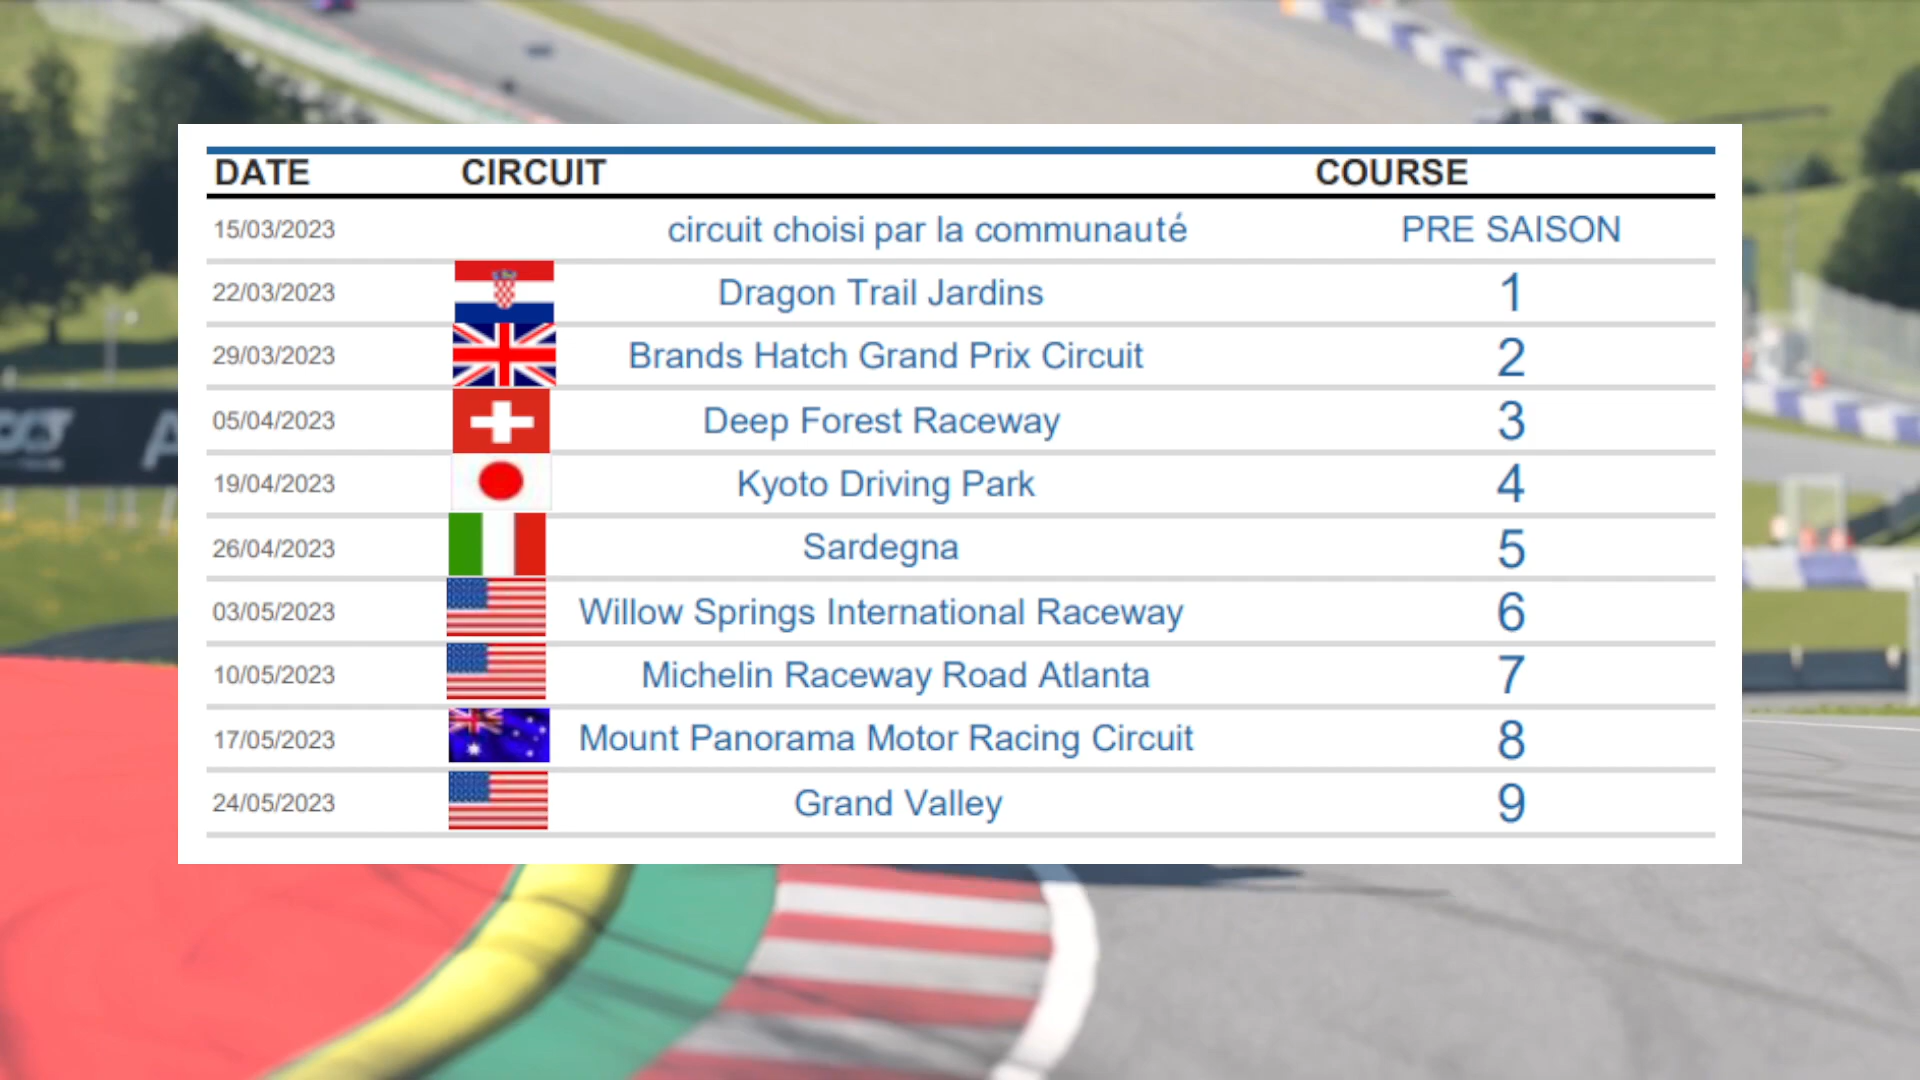 DATE CIRCUIT COURSE
15/03/2023 circuit choisi par la communauté PRE SAISON
22/03/2023 Dragon Trail Jardins 1
29/03/2023 Brands Hatch Grand Prix Circuit 2
05/04/2023 Deep Forest Raceway 3
19/04/2023 Kyoto Driving Park 4
26/04/2023 Sardegna 5
03/05/2023 Willow Springs International Raceway 6
10/05/2023 Michelin Raceway Road Atlanta 7
17/05/2023 Mount Panorama Motor Racing Circuit 8
24/05/2023 Grand Valley 9